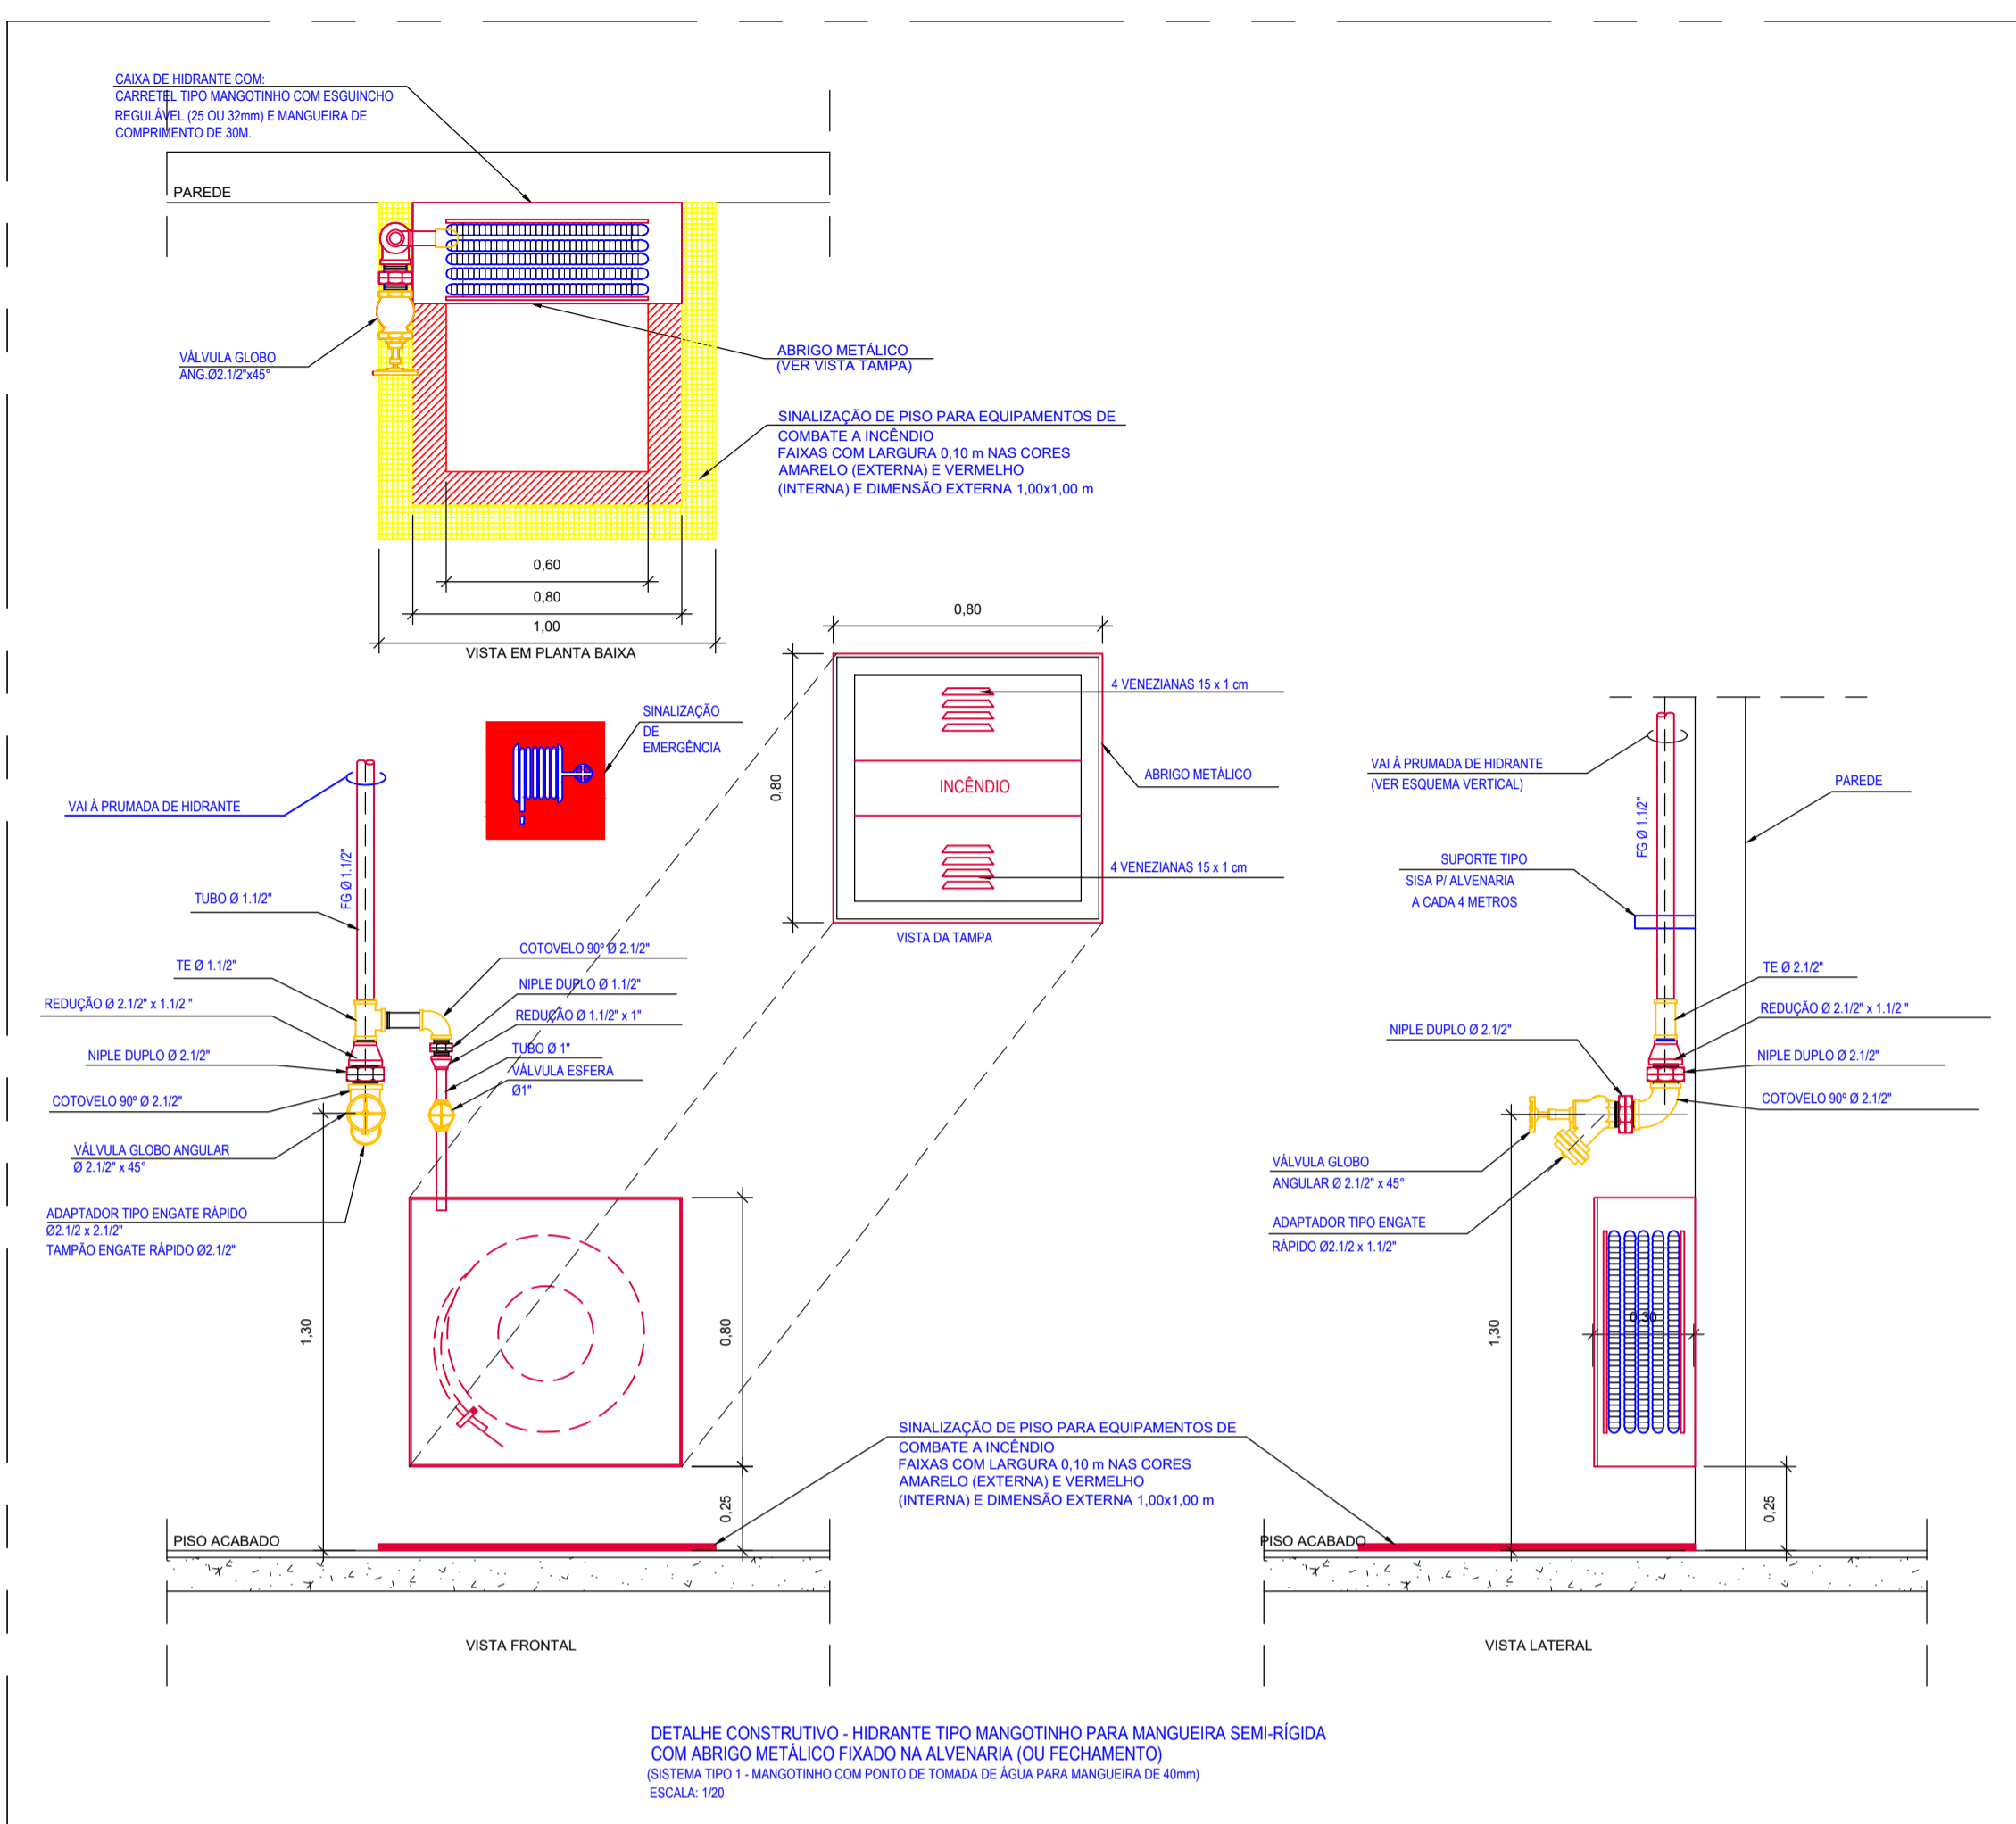 CAIXA DE HIDRANTE COM:
CARRETEL TIPO MANGOTINHO COM ESGUINCHO
REGULÁVEL (25 OU 32mm) E MANGUEIRA DE
COMPRIMENTO DE 30M.
PAREDE
VÁLVULA GLOBO
ANG.Ø2.1/2"x45°
ABRIGO METÁLICO
(VER VISTA TAMPA)
SINALIZAÇÃO DE PISO PARA EQUIPAMENTOS DE
COMBATE A INCÊNDIO
FAIXAS COM LARGURA 0,10 m NAS CORES
AMARELO (EXTERNA) E VERMELHO
(INTERNA) E DIMENSÃO EXTERNA 1,00x1,00 m
0,60
0,80
1,00
VISTA EM PLANTA BAIXA
0,80
0,80
4 VENEZIANAS 15 x 1 cm
INCÊNDIO
ABRIGO METÁLICO
4 VENEZIANAS 15 x 1 cm
VISTA DA TAMPA
SINALIZAÇÃO
DE
EMERGÊNCIA
VAI À PRUMADA DE HIDRANTE
FG Ø 1.1/2"
TUBO Ø 1.1/2"
TE Ø 1.1/2"
REDUÇÃO Ø 2.1/2" x 1.1/2 "
NIPLE DUPLO Ø 2.1/2"
COTOVELO 90º Ø 2.1/2"
VÁLVULA GLOBO ANGULAR
Ø 2.1/2" x 45°
ADAPTADOR TIPO ENGATE RÁPIDO
Ø2.1/2 x 2.1/2"
TAMPÃO ENGATE RÁPIDO Ø2.1/2"
COTOVELO 90º Ø 2.1/2"
NIPLE DUPLO Ø 1.1/2"
REDUÇÃO Ø 1.1/2" x 1"
TUBO Ø 1"
VÁLVULA ESFERA
Ø1"
1,30
0,80
0,25
PISO ACABADO
VISTA FRONTAL
SINALIZAÇÃO DE PISO PARA EQUIPAMENTOS DE
COMBATE A INCÊNDIO
FAIXAS COM LARGURA 0,10 m NAS CORES
AMARELO (EXTERNA) E VERMELHO
(INTERNA) E DIMENSÃO EXTERNA 1,00x1,00 m
VAI À PRUMADA DE HIDRANTE
(VER ESQUEMA VERTICAL)
FG Ø 1.1/2"
PAREDE
SUPORTE TIPO
SISA P/ ALVENARIA
A CADA 4 METROS
TE Ø 2.1/2"
REDUÇÃO Ø 2.1/2" x 1.1/2 "
NIPLE DUPLO Ø 2.1/2"
NIPLE DUPLO Ø 2.1/2"
COTOVELO 90º Ø 2.1/2"
VÁLVULA GLOBO
ANGULAR Ø 2.1/2" x 45°
ADAPTADOR TIPO ENGATE
RÁPIDO Ø2.1/2 x 1.1/2"
1,30
0,30
0,25
PISO ACABADO
VISTA LATERAL
DETALHE CONSTRUTIVO - HIDRANTE TIPO MANGOTINHO PARA MANGUEIRA SEMI-RÍGIDA
COM ABRIGO METÁLICO FIXADO NA ALVENARIA (OU FECHAMENTO)
(SISTEMA TIPO 1 - MANGOTINHO COM PONTO DE TOMADA DE ÁGUA PARA MANGUEIRA DE 40mm)
ESCALA: 1/20